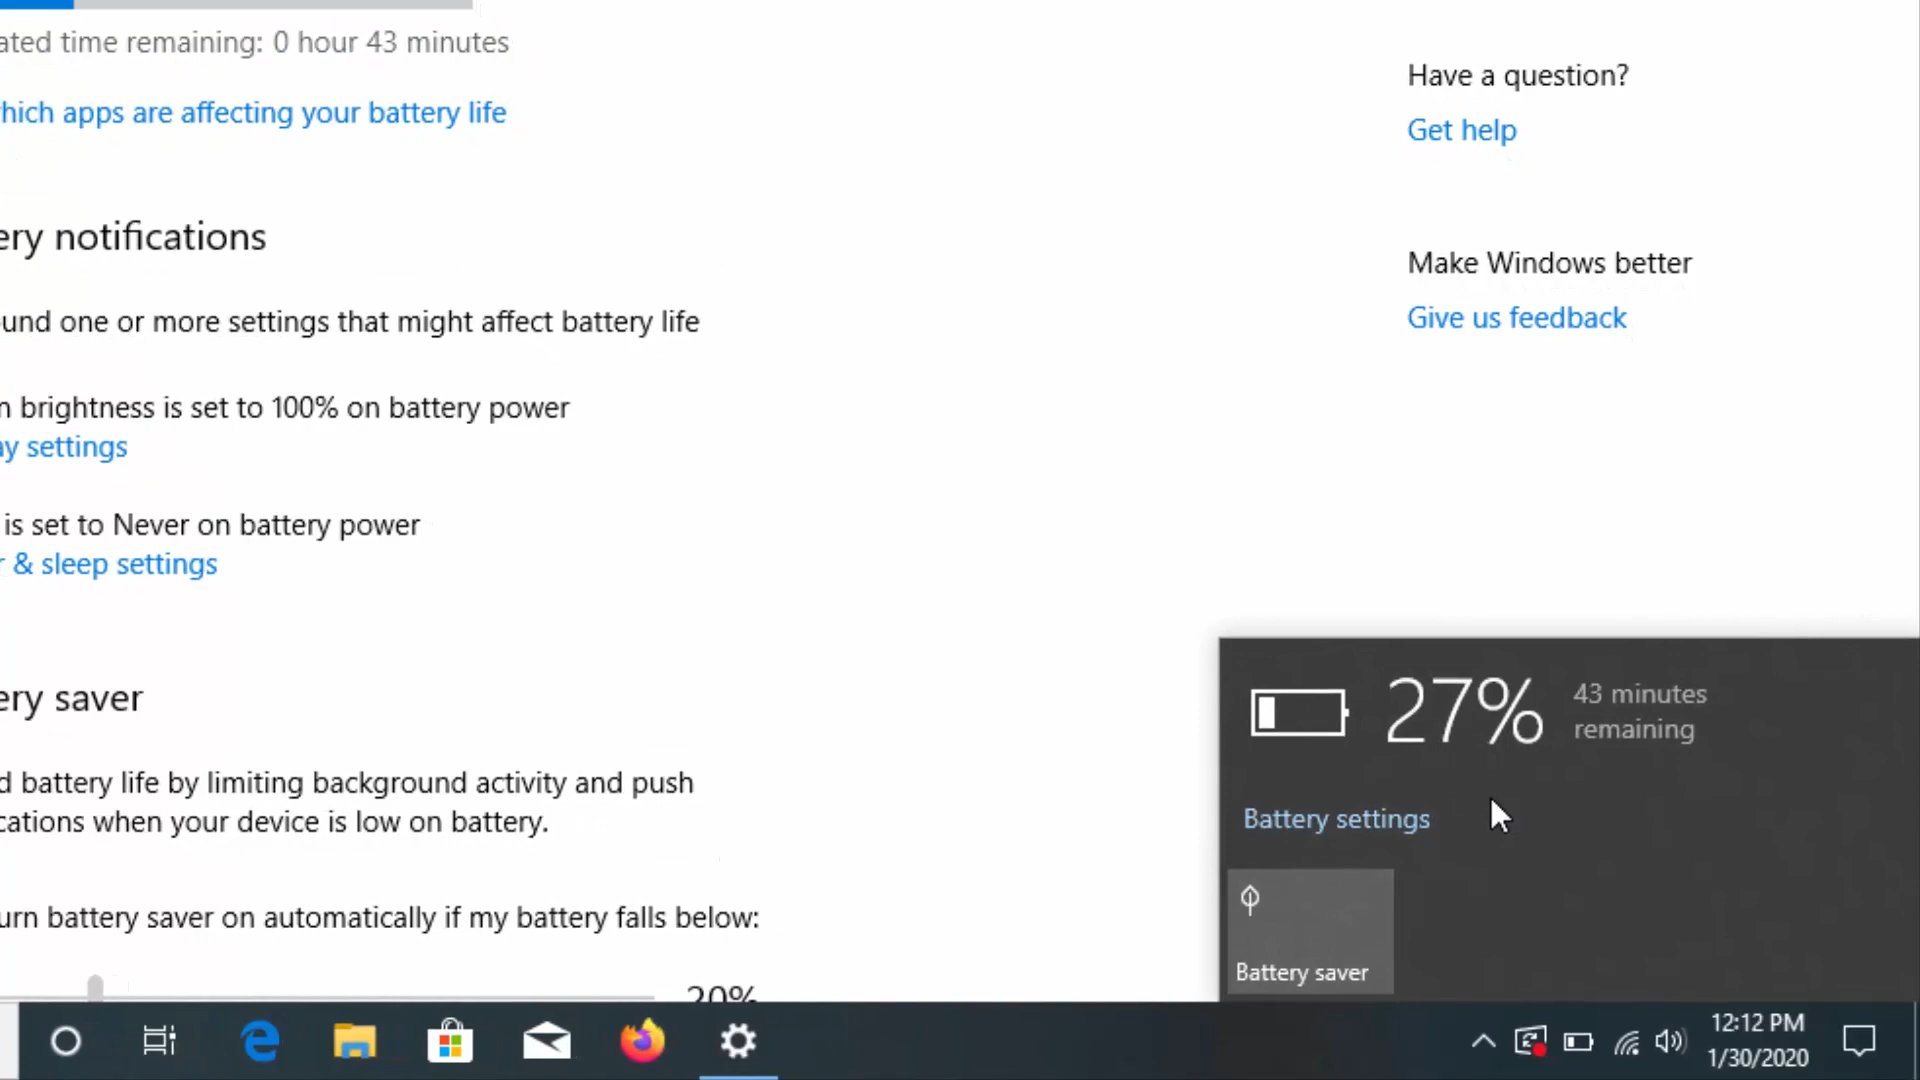 ated time remaining: 0 hour 43 minutes
hich apps are affecting your battery life
ery notifications
und one or more settings that might affect battery life
n brightness is set to 100% on battery power
ay settings
is set to Never on battery power
r & sleep settings
ery saver
d battery life by limiting background activity and push
cations when your device is low on battery.
urn battery saver on automatically if my battery falls below:
20%
Have a question?
Get help
Make Windows better
Give us feedback
27%
43 minutes
remaining
Battery settings
Battery saver
12:12 PM
1/30/2020